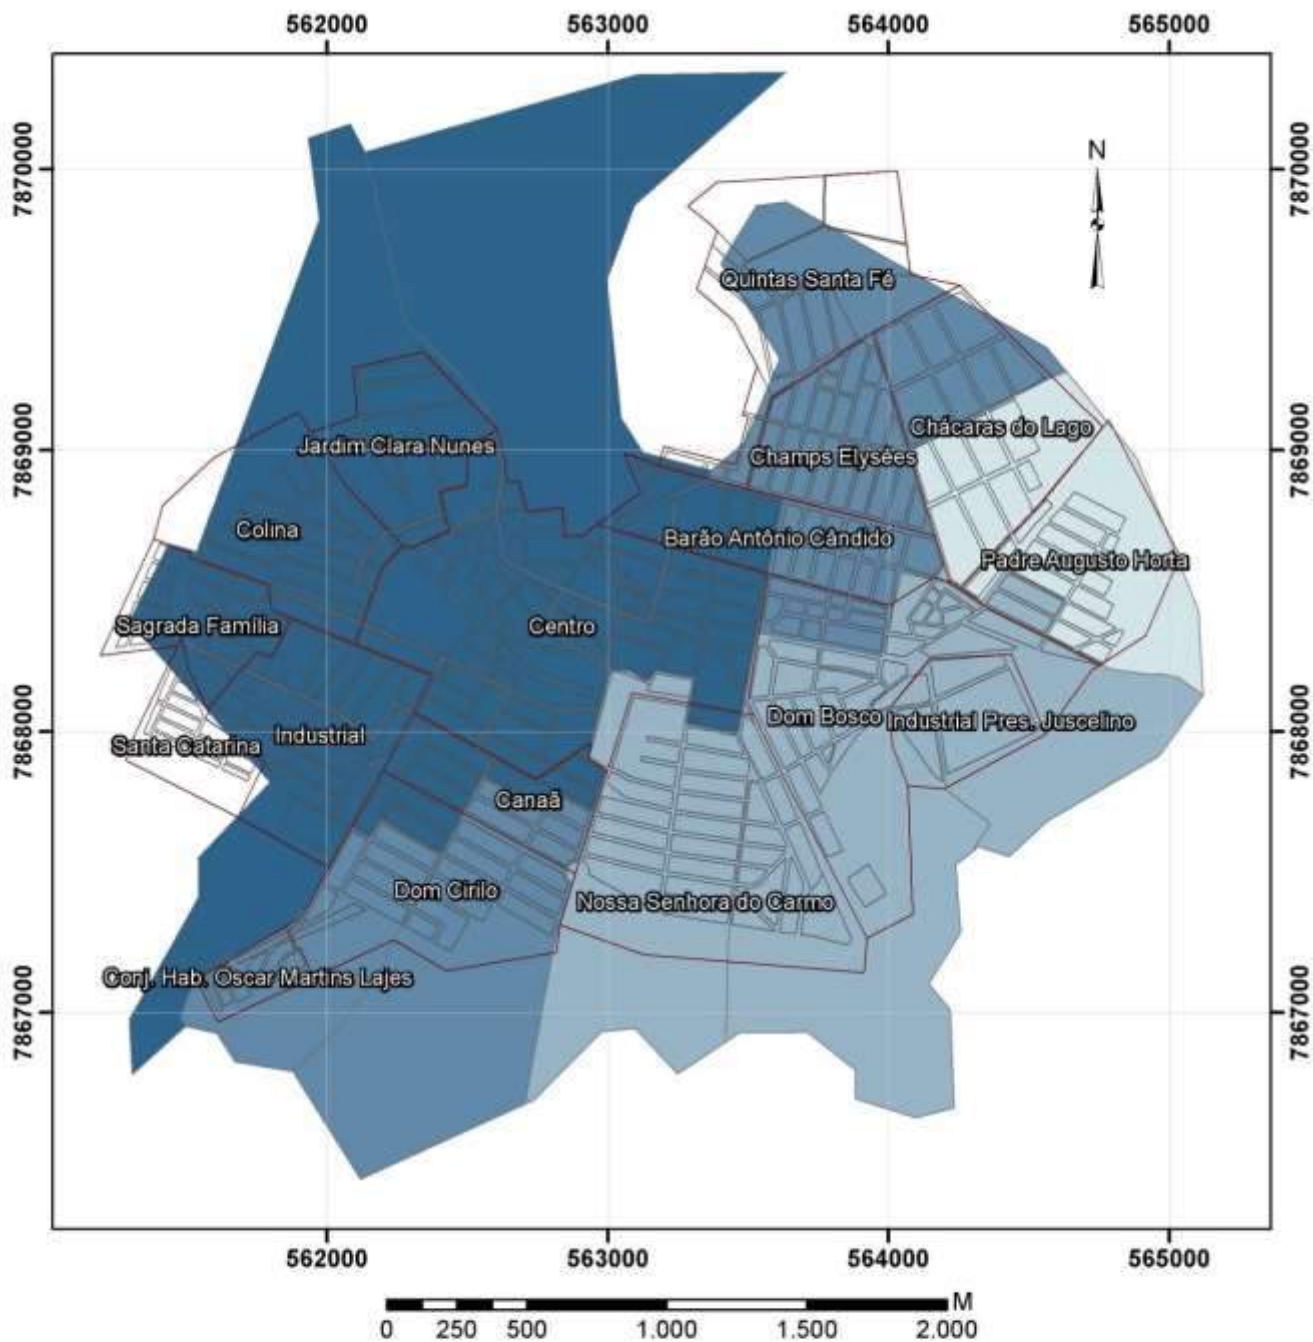 562000 563000 564000 565000
N
7870000 7870000
Quintas Santa Fé
Chácaras do Lago
Jardim Clara Nunes
7869000 7869000
Champs Elysées
Colina
Barão Antônio Cândido
Padre Augusto Horta
Sagrada Família
Centro
Dom Bosco
Industrial Pres. Juscelino
7868000 7868000
Industrial
Santa Catarina
Canaã
Dom Cirilo
Nossa Senhora do Carmo
Conj. Hab. Oscar Martins Lajes
7867000 7867000
562000 563000 564000 565000
M
0 250 500 1.000 1.500 2.000